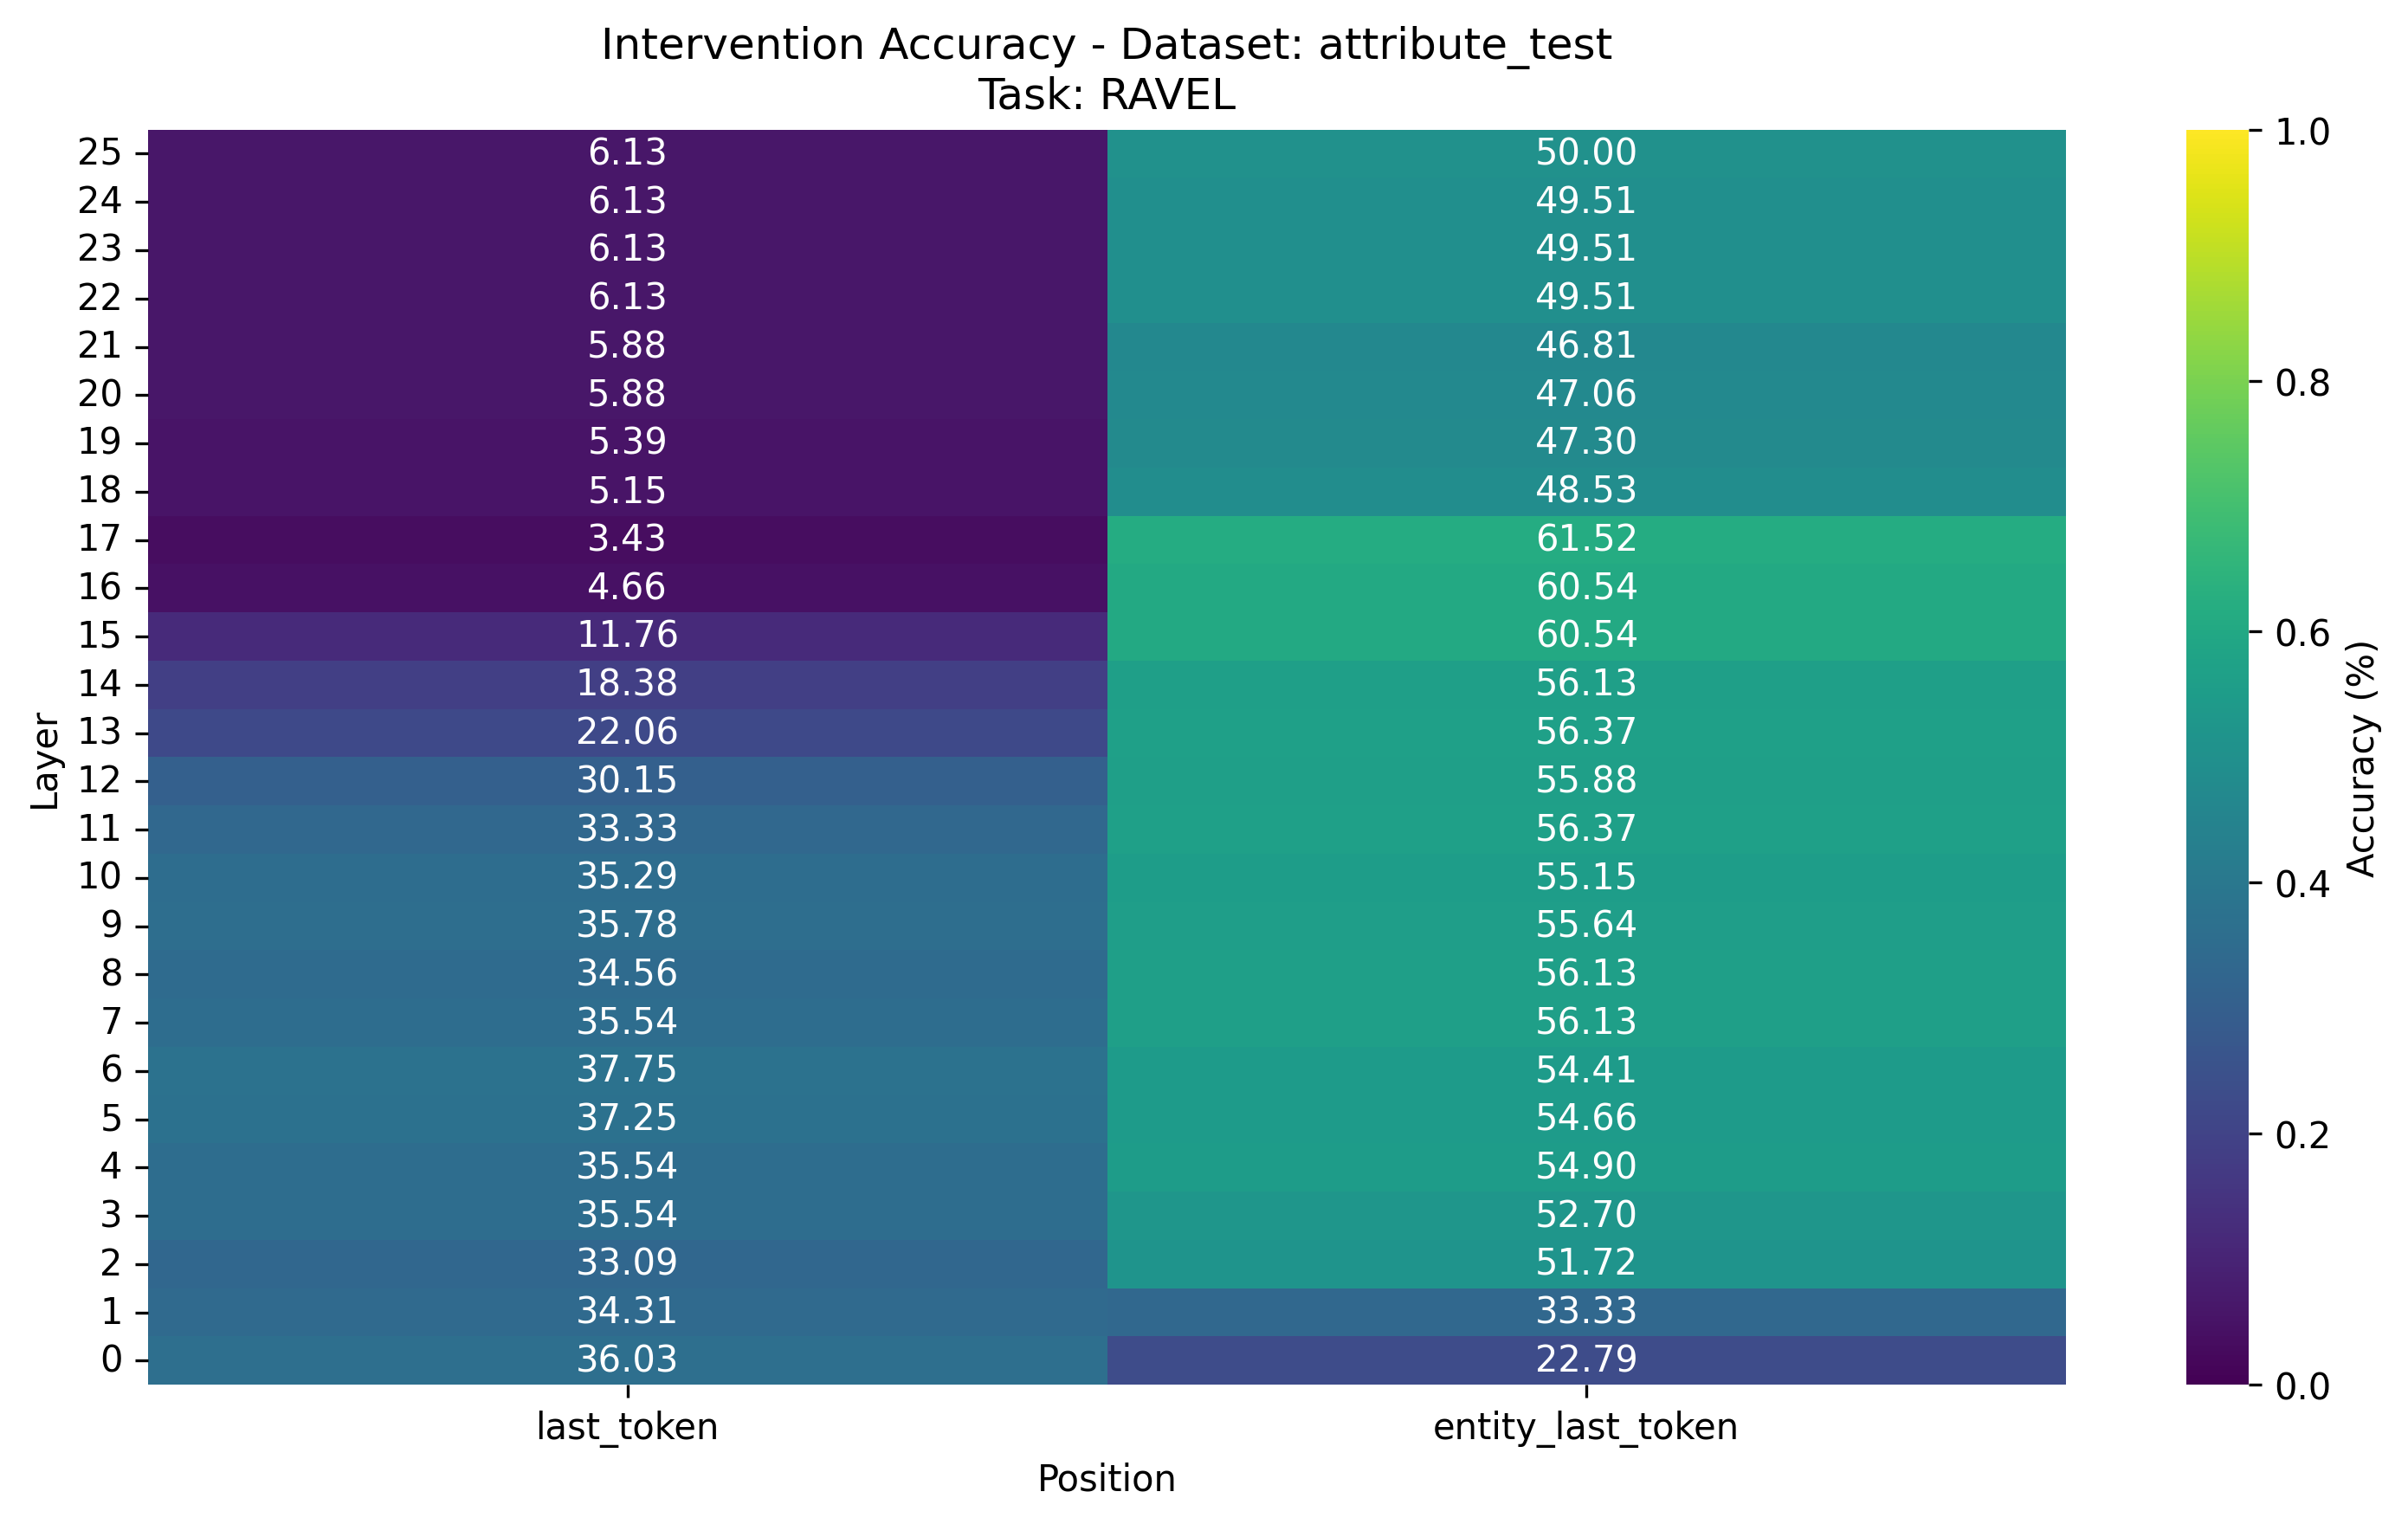 Intervention Accuracy - Dataset: attribute_test
Task: RAVEL
25 6.13 50.00
24 6.13 49.51
23 6.13 49.51
22 6.13 49.51
21 5.88 46.81
20 5.88 47.06
19 5.39 47.30
18 5.15 48.53
17 3.43 61.52
16 4.66 60.54
15 11.76 60.54
14 18.38 56.13
13 22.06 56.37
12 30.15 55.88
11 33.33 56.37
10 35.29 55.15
9 35.78 55.64
8 34.56 56.13
7 35.54 56.13
6 37.75 54.41
5 37.25 54.66
4 35.54 54.90
3 35.54 52.70
2 33.09 51.72
1 34.31 33.33
0 36.03 22.79
last_token entity_last_token
Position
Layer
1.0
0.8
0.6
0.4
0.2
0.0
Accuracy (%)